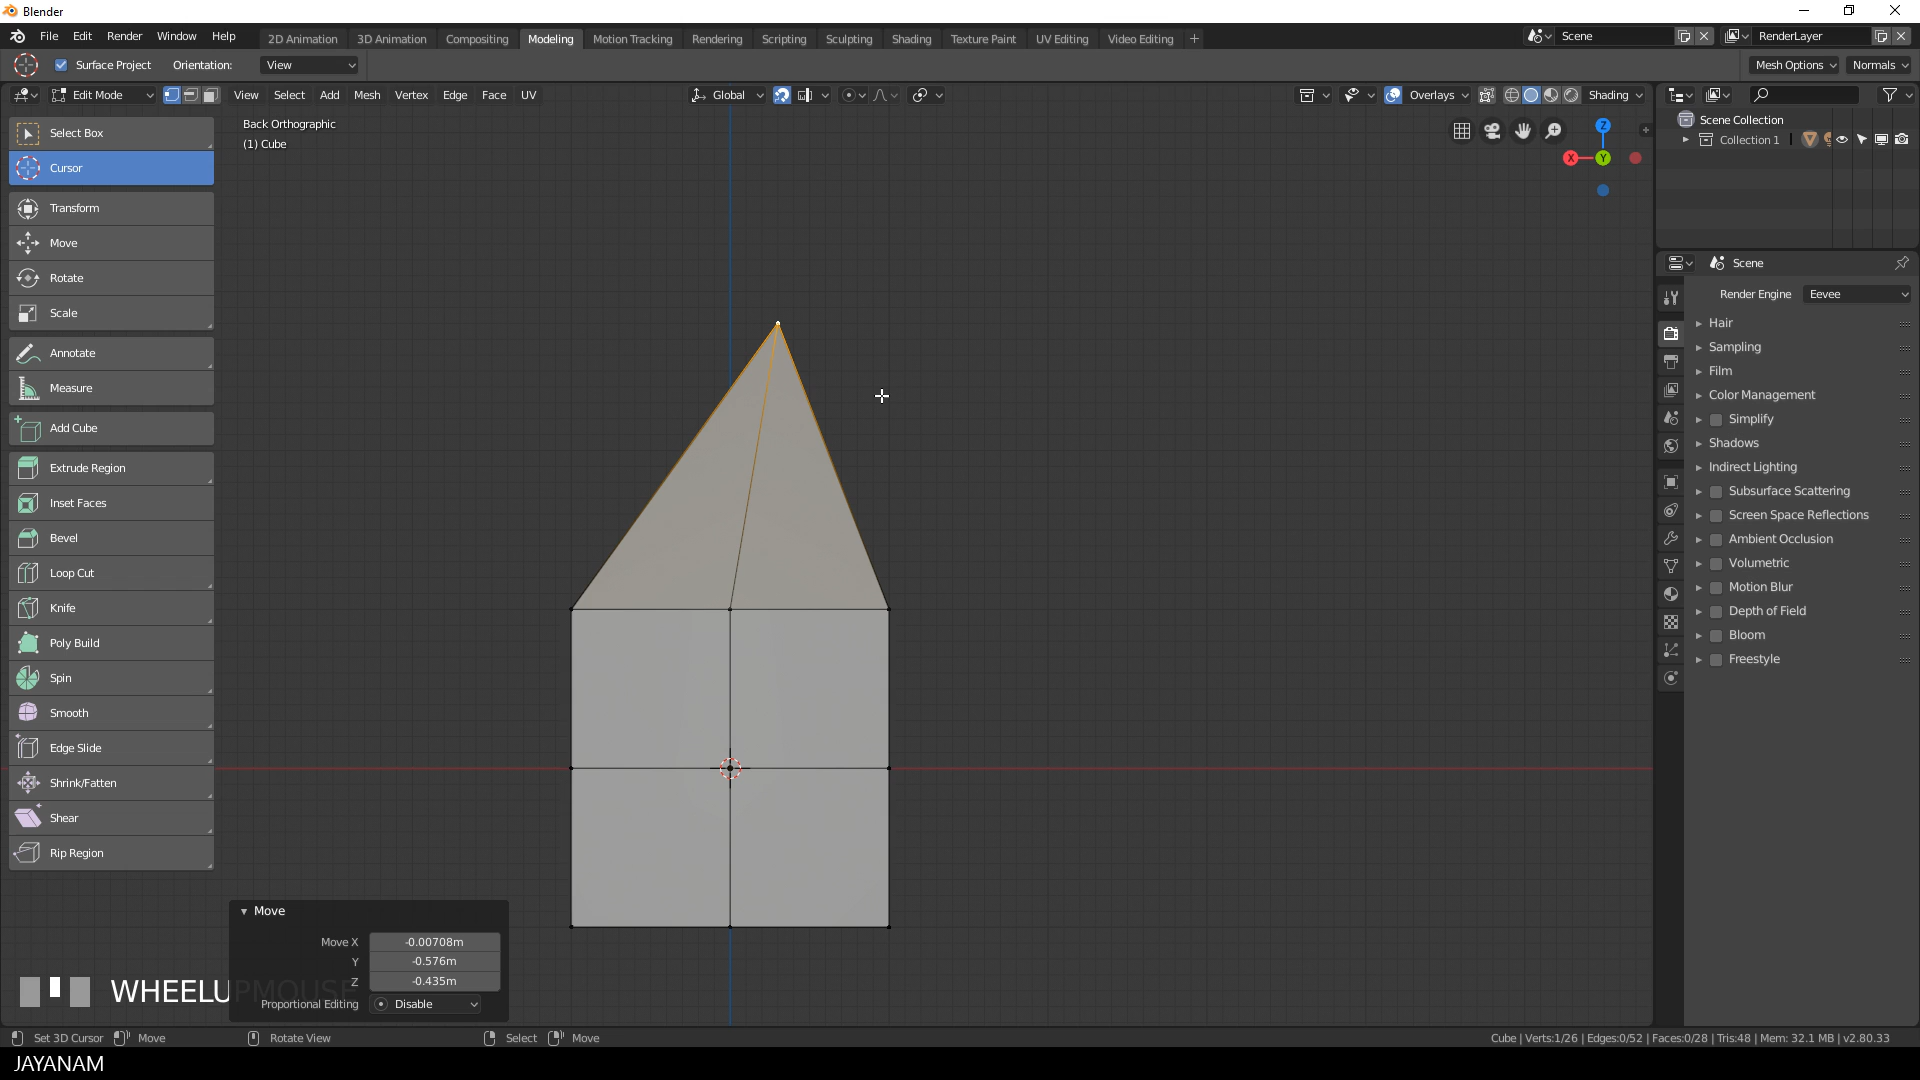 Blender
File Edit Render Window Help 2D Animation 3D Animation Compositing Modeling Motion Tracking Rendering Scripting Sculpting Shading Texture Paint UV Editing Video Editing + Scene RenderLayer
Surface Project Orientation: View Mesh Options Normals
Edit Mode View Select Add Mesh Vertex Edge Face UV Global Overlays Shading
Back Orthographic
(1) Cube
Select Box
Cursor
Transform
Move
Rotate
Scale
Annotate
Measure
Add Cube
Extrude Region
Inset Faces
Bevel
Loop Cut
Knife
Poly Build
Spin
Smooth
Edge Slide
Shrink/Fatten
Shear
Rip Region
Z
X
Y
Scene Collection
Collection 1
Scene
Render Engine Eevee
Hair
Sampling
Film
Color Management
Simplify
Shadows
Indirect Lighting
Subsurface Scattering
Screen Space Reflections
Ambient Occlusion
Volumetric
Motion Blur
Depth of Field
Bloom
Freestyle
Move
Move X -0.00708m
Y -0.576m
Z -0.435m
Proportional Editing Disable
WHEELUPMOUSE
Set 3D Cursor Move Rotate View Select Move Cube | Verts:1/26 | Edges:0/52 | Faces:0/28 | Tris:48 | Mem: 32.1 MB | v2.80.33
JAYANAM